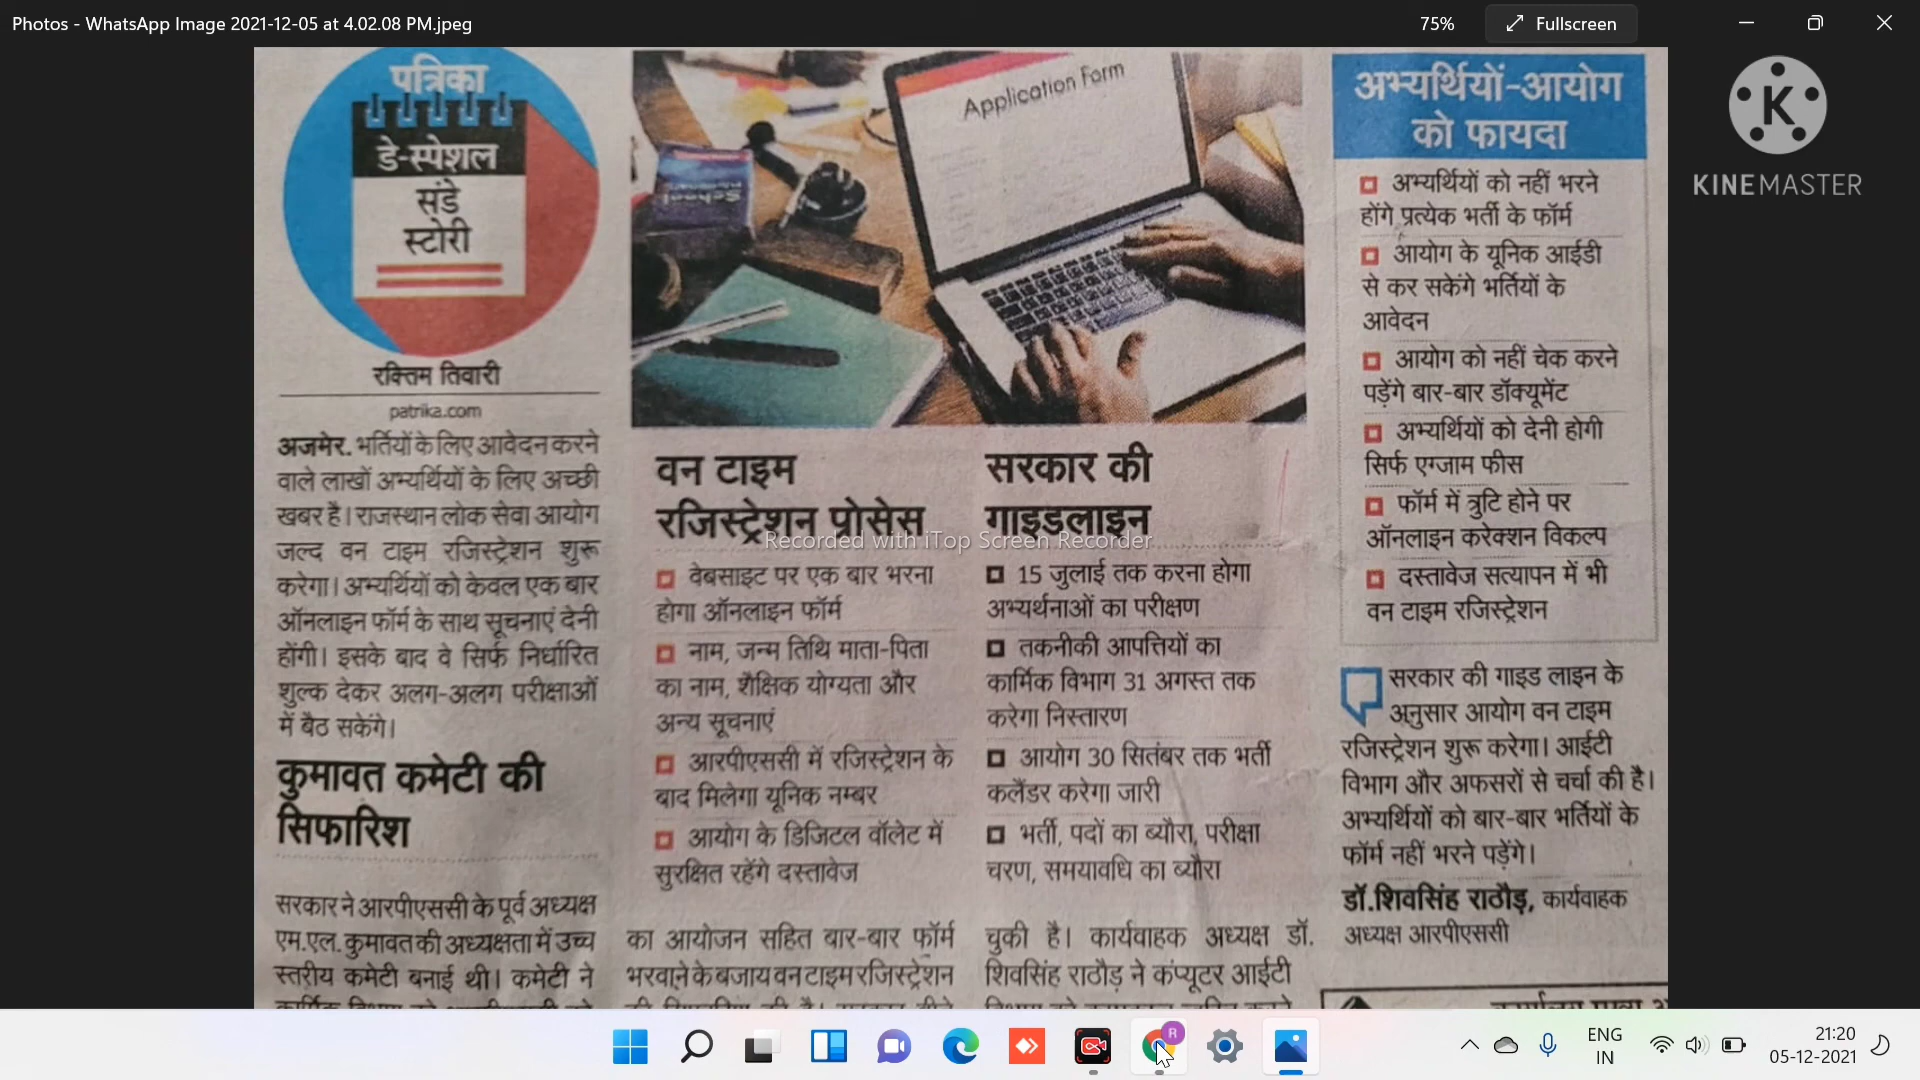 Photos - WhatsApp Image 2021-12-05 at 4.02.08 PM.jpeg
75%
Fullscreen
पत्रिका
डे-स्पेशल
संडे
स्टोरी
रक्तिम तिवारी
patrika.com
अजमेर. भर्तियों के लिए आवेदन करने
वाले लाखों अभ्यर्थियों के लिए अच्छी
खबर है। राजस्थान लोक सेवा आयोग
जल्द वन टाइम रजिस्ट्रेशन शुरू
करेगा। अभ्यर्थियों को केवल एक बार
ऑनलाइन फॉर्म के साथ सूचनाएं देनी
होंगी। इसके बाद वे सिर्फ निर्धारित
शुल्क देकर अलग-अलग परीक्षाओं
में बैठ सकेंगे।
कुमावत कमेटी की
सिफारिश
सरकार ने आरपीएससी के पूर्व अध्यक्ष
एम.एल. कुमावत की अध्यक्षता में उच्च
स्तरीय कमेटी बनाई थी। कमेटी ने
Application Form
वन टाइम
रजिस्ट्रेशन प्रोसेस
वेबसाइट पर एक बार भरना
होगा ऑनलाइन फॉर्म
नाम, जन्म तिथि माता-पिता
का नाम, शैक्षिक योग्यता और
अन्य सूचनाएं
आरपीएससी में रजिस्ट्रेशन के
बाद मिलेगा यूनिक नम्बर
आयोग के डिजिटल वॉलेट में
सुरक्षित रहेंगे दस्तावेज
का आयोजन सहित बार-बार फॉर्म
भरवाने के बजाय वन टाइम रजिस्ट्रेशन
सरकार की
गाइडलाइन
15 जुलाई तक करना होगा
अभ्यर्थनाओं का परीक्षण
तकनीकी आपत्तियों का
कार्मिक विभाग 31 अगस्त तक
करेगा निस्तारण
आयोग 30 सितंबर तक भर्ती
कलैंडर करेगा जारी
भर्ती, पदों का ब्यौरा, परीक्षा
चरण, समयावधि का ब्यौरा
चुकी है। कार्यवाहक अध्यक्ष डॉ.
शिवसिंह राठौड़ ने कंप्यूटर आईटी
Recorded with iTop Screen Recorder
अभ्यर्थियों-आयोग
को फायदा
अभ्यर्थियों को नहीं भरने
होंगे प्रत्येक भर्ती के फॉर्म
आयोग के यूनिक आईडी
से कर सकेंगे भर्तियों के
आवेदन
आयोग को नहीं चेक करने
पड़ेंगे बार-बार डॉक्यूमेंट
अभ्यर्थियों को देनी होगी
सिर्फ एग्जाम फीस
फॉर्म में त्रुटि होने पर
ऑनलाइन करेक्शन विकल्प
दस्तावेज सत्यापन में भी
वन टाइम रजिस्ट्रेशन
सरकार की गाइड लाइन के
अनुसार आयोग वन टाइम
रजिस्ट्रेशन शुरू करेगा। आईटी
विभाग और अफसरों से चर्चा की है।
अभ्यर्थियों को बार-बार भर्तियों के
फॉर्म नहीं भरने पड़ेंगे।
डॉ.शिवसिंह राठौड़, कार्यवाहक
अध्यक्ष आरपीएससी
K
KINEMASTER
R
ENG
IN
21:20
05-12-2021